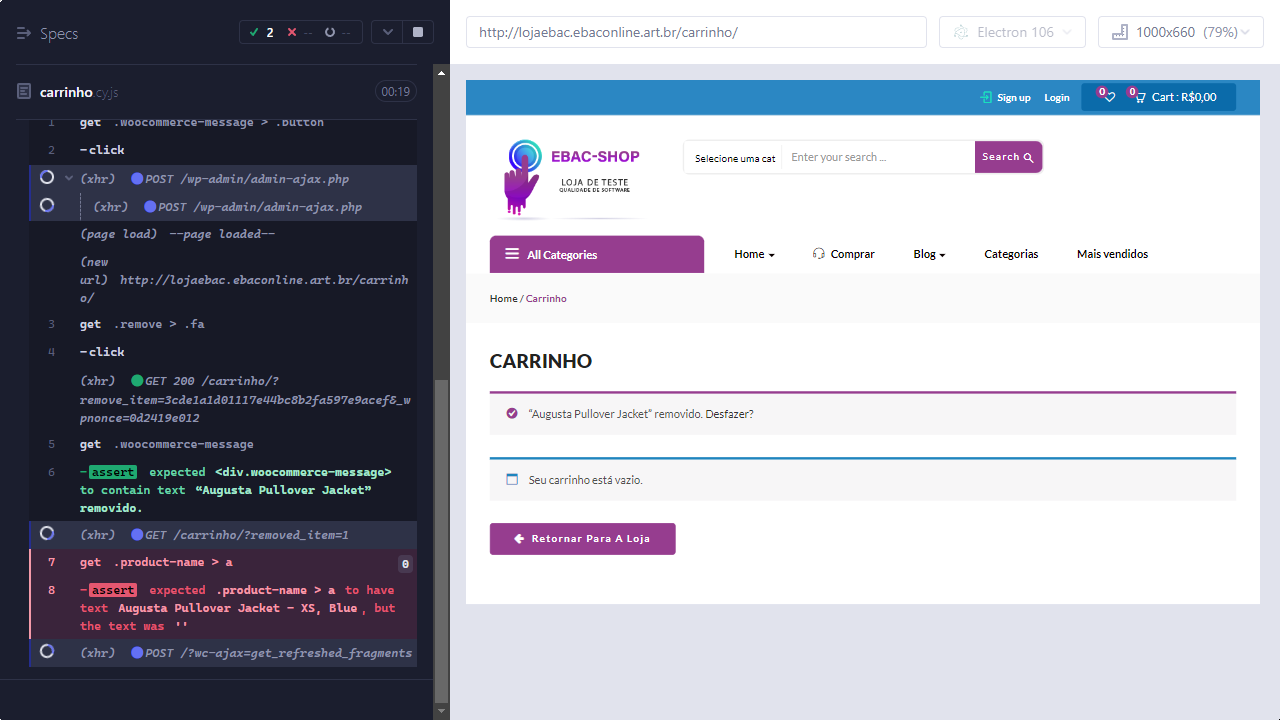 Specs
2
--
--
carrinho.cy.js
00:19
1 get .woocommerce-message > .button
2 -click
(xhr) POST /wp-admin/admin-ajax.php
(xhr) POST /wp-admin/admin-ajax.php
(page load) --page loaded--
(new
url) http://lojaebac.ebaconline.art.br/carrinh
o/
3 get .remove > .fa
4 -click
(xhr) GET 200 /carrinho/?
remove_item=3cde1a1d01117e44bc8b2fa597e9acef&_w
pnonce=0d2419e012
5 get .woocommerce-message
6 -assert expected <div.woocommerce-message>
to contain text “Augusta Pullover Jacket”
removido.
(xhr) GET /carrinho/?removed_item=1
7 get .product-name > a 0
8 -assert expected .product-name > a to have
text Augusta Pullover Jacket - XS, Blue, but
the text was ''
(xhr) POST /?wc-ajax=get_refreshed_fragments
http://lojaebac.ebaconline.art.br/carrinho/
Electron 106
1000x660 (79%)
Sign up
Login
0
0
Cart : R$0,00
EBAC-SHOP
LOJA DE TESTE
QUALIDADE DE SOFTWARE
Selecione uma cat
Enter your search ...
Search
All Categories
Home
Comprar
Blog
Categorias
Mais vendidos
Home / Carrinho
CARRINHO
“Augusta Pullover Jacket” removido. Desfazer?
Seu carrinho está vazio.
Retornar Para A Loja